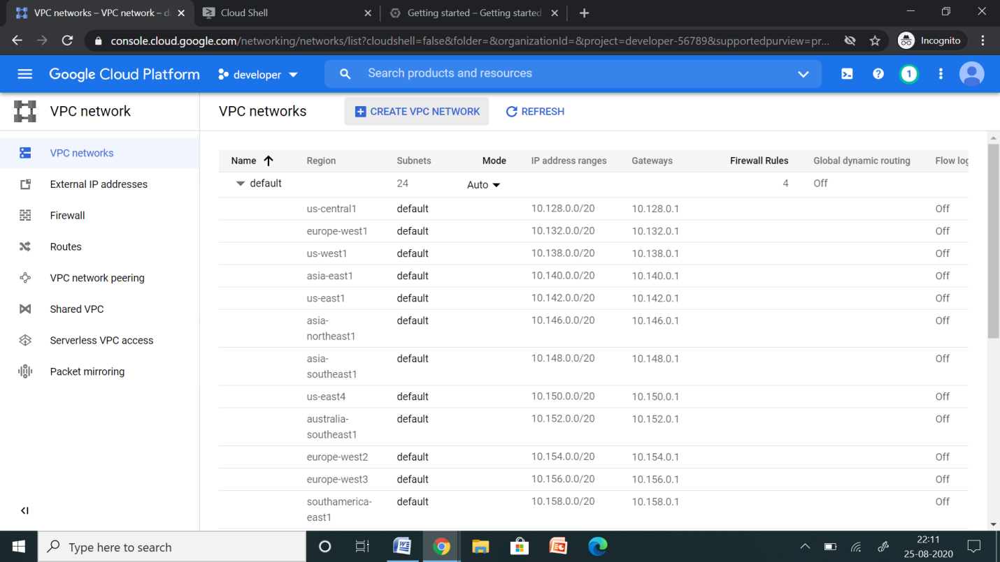 VPC networks – VPC network – d
Cloud Shell
Getting started – Getting started
console.cloud.google.com/networking/networks/list?cloudshell=false&folder=&organizationId=&project=developer-56789&supportedpurview=pr...
Incognito
Google Cloud Platform
developer
Search products and resources
1
VPC network
VPC networks
CREATE VPC NETWORK
REFRESH
VPC networks
External IP addresses
Firewall
Routes
VPC network peering
Shared VPC
Serverless VPC access
Packet mirroring
Name Region Subnets Mode IP address ranges Gateways Firewall Rules Global dynamic routing Flow log
default 24 Auto 4 Off
us-central1 default 10.128.0.0/20 10.128.0.1 Off
europe-west1 default 10.132.0.0/20 10.132.0.1 Off
us-west1 default 10.138.0.0/20 10.138.0.1 Off
asia-east1 default 10.140.0.0/20 10.140.0.1 Off
us-east1 default 10.142.0.0/20 10.142.0.1 Off
asia- default 10.146.0.0/20 10.146.0.1 Off
northeast1
asia- default 10.148.0.0/20 10.148.0.1 Off
southeast1
us-east4 default 10.150.0.0/20 10.150.0.1 Off
australia- default 10.152.0.0/20 10.152.0.1 Off
southeast1
europe-west2 default 10.154.0.0/20 10.154.0.1 Off
europe-west3 default 10.156.0.0/20 10.156.0.1 Off
southamerica- default 10.158.0.0/20 10.158.0.1 Off
east1
Type here to search
22:11
25-08-2020